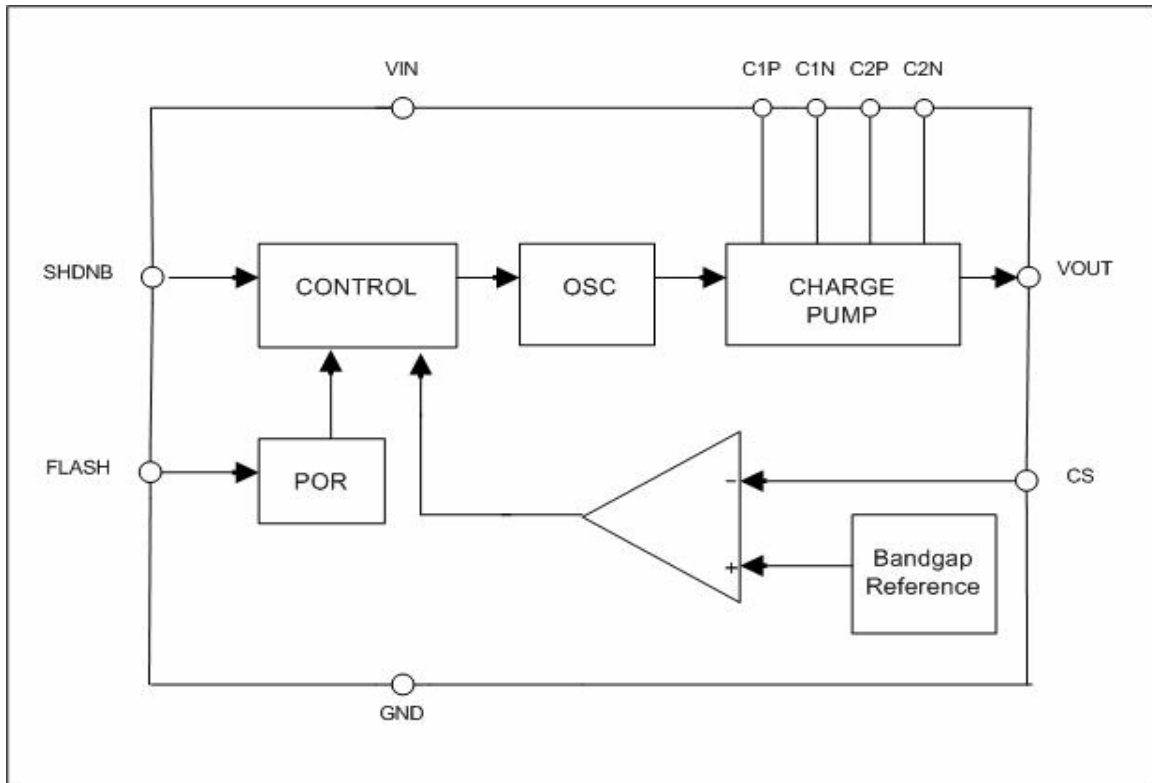 VIN
C1P C1N C2P C2N
SHDNB
CONTROL
OSC
CHARGE
PUMP
VOUT
FLASH
POR
-
+
CS
Bandgap
Reference
GND